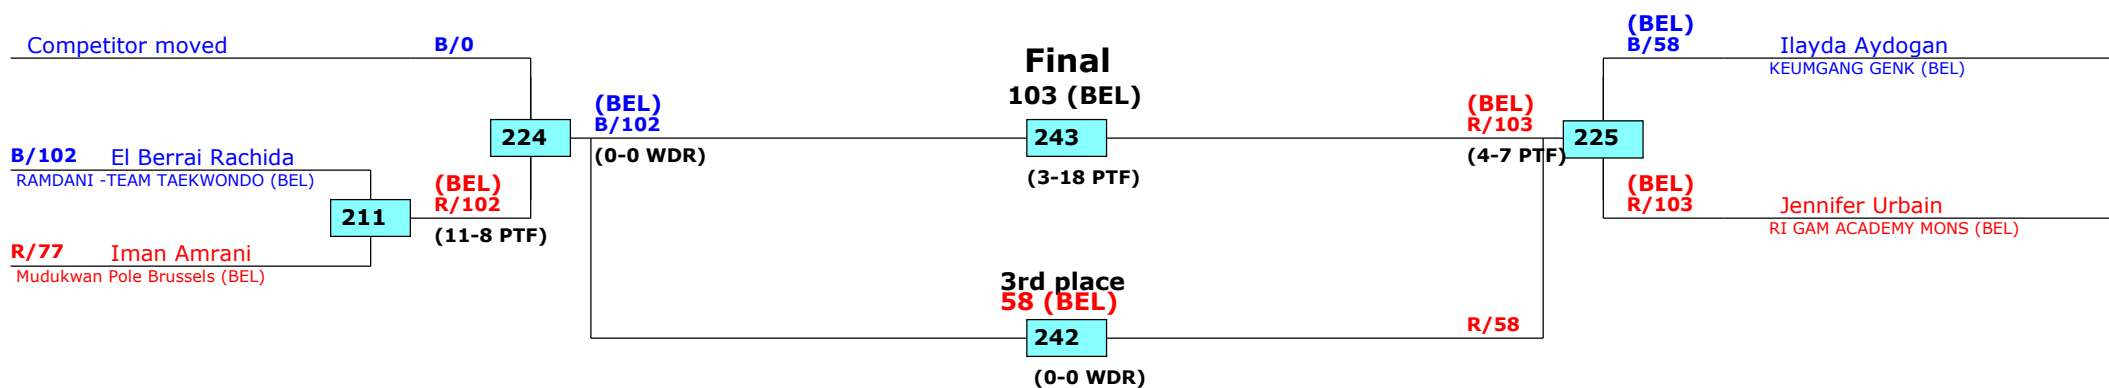 Competitor moved B/0
B/102 El Berrai Rachida
RAMDANI -TEAM TAEKWONDO (BEL)
R/77 Iman Amrani
Mudukwan Pole Brussels (BEL)
211
(BEL)
R/102
(11-8 PTF)
224
(BEL)
B/102
(0-0 WDR)
Final
103 (BEL)
243
(3-18 PTF)
3rd place
58 (BEL)
242
(0-0 WDR)
(BEL)
R/103
(4-7 PTF)
R/58
225
(BEL)
B/58 Ilayda Aydogan
KEUMGANG GENK (BEL)
(BEL)
R/103 Jennifer Urbain
RI GAM ACADEMY MONS (BEL)